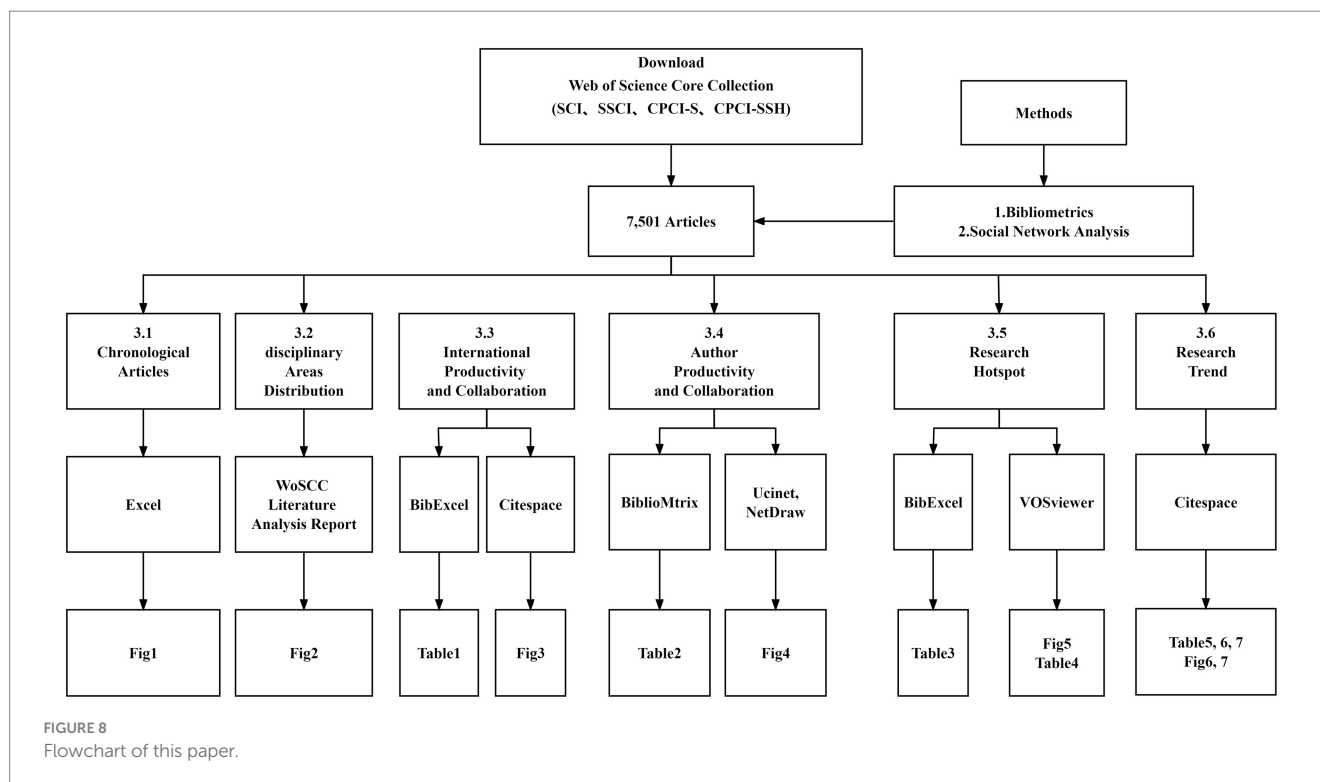 Download
Web of Science Core Collection
(SCI、SSCI、CPCI-S、CPCI-SSH)
Methods
7,501 Articles
1.Bibliometrics
2.Social Network Analysis
3.1
Chronological
Articles
3.2
disciplinary
Areas
Distribution
3.3
International
Productivity
and Collaboration
3.4
Author
Productivity
and Collaboration
3.5
Research
Hotspot
3.6
Research
Trend
Excel
WoSCC
Literature
Analysis Report
BibExcel
Citespace
BiblioMtrix
Ucinet,
NetDraw
BibExcel
VOSviewer
Citespace
Fig1
Fig2
Table1
Fig3
Table2
Fig4
Table3
Fig5
Table4
Table5, 6, 7
Fig6, 7
FIGURE 8
Flowchart of this paper.